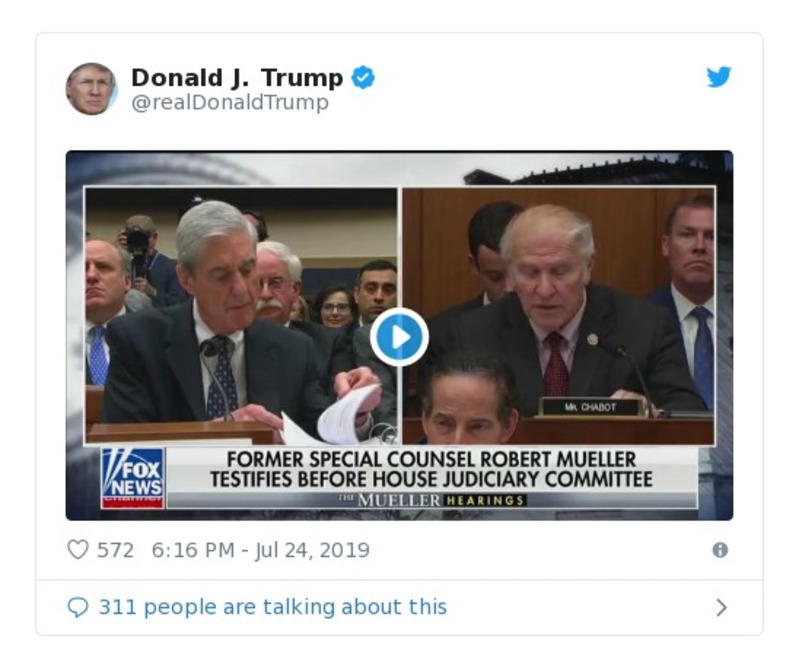 Donald J. Trump
@realDonaldTrump
MR. CHABOT
FOX
NEWS
channel
FORMER SPECIAL COUNSEL ROBERT MUELLER
TESTIFIES BEFORE HOUSE JUDICIARY COMMITTEE
THE MUELLER HEARINGS
572 6:16 PM - Jul 24, 2019
311 people are talking about this